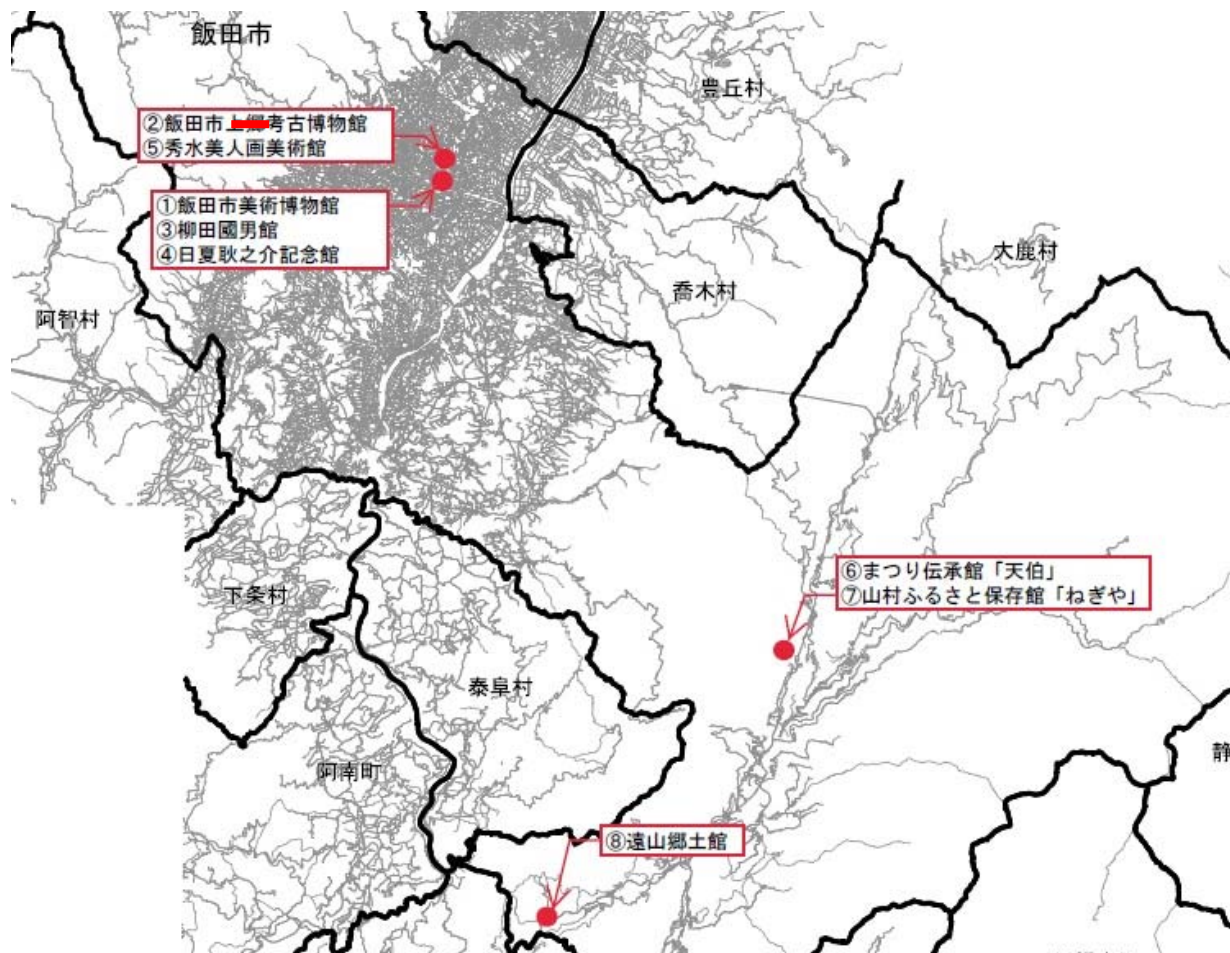 飯田市
豊丘村
②飯田市上郷考古博物館
⑤秀水美人画美術館
①飯田市美術博物館
③柳田國男館
④日夏耿之介記念館
大鹿村
喬木村
阿智村
⑥まつり伝承館「天伯」
⑦山村ふるさと保存館「ねぎや」
下条村
泰阜村
静
阿南町
⑧遠山郷土館